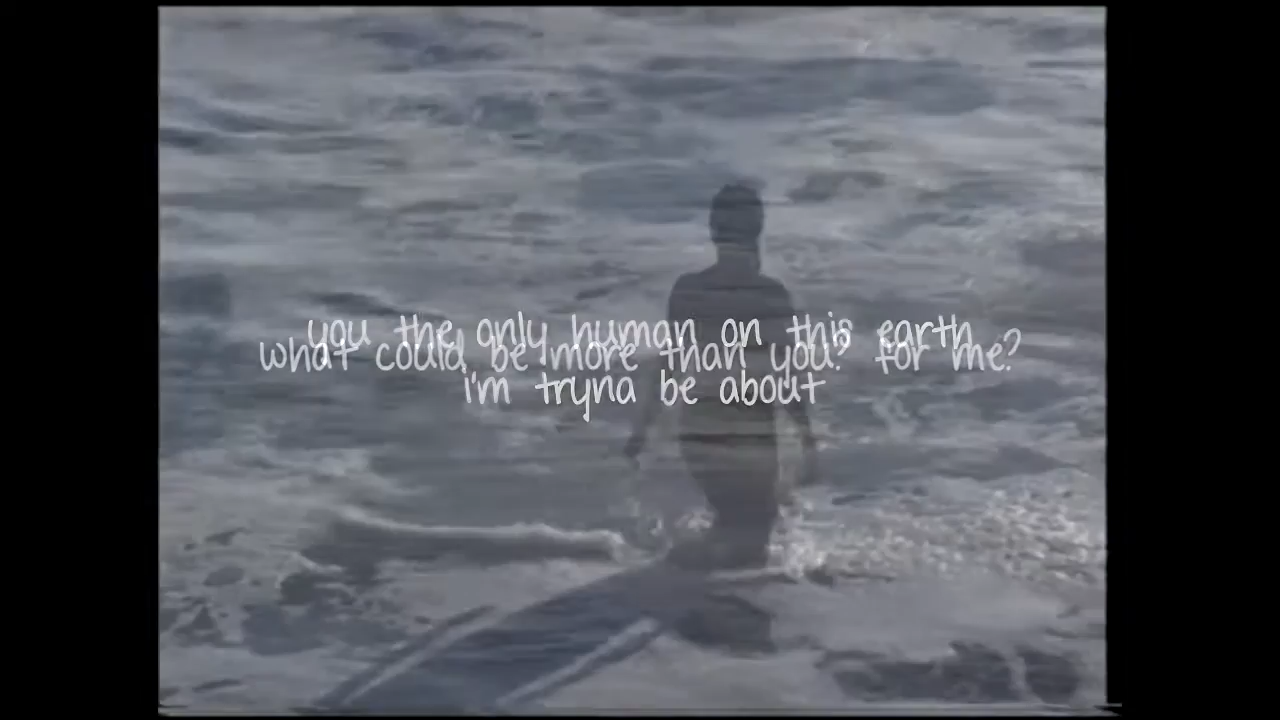 you the only human on this earth
what could be more than you? for me?
i'm tryna be about